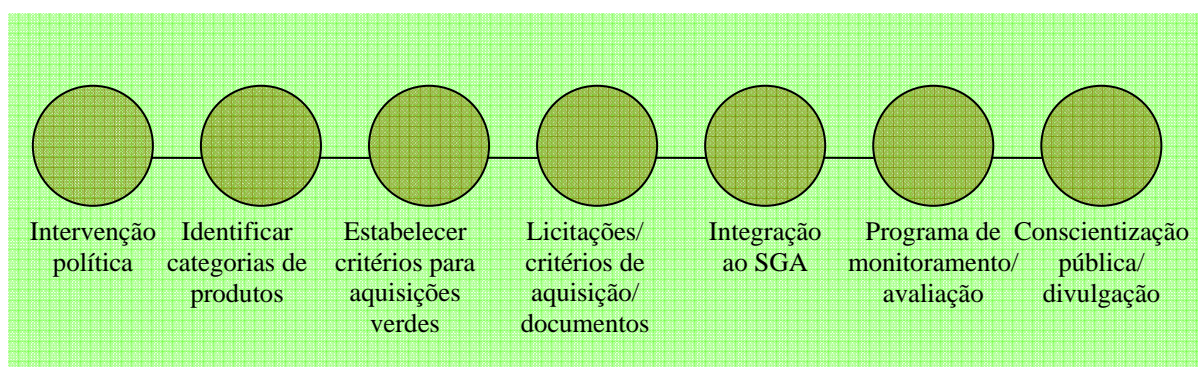 Intervenção
política
Identificar
categorias de
produtos
Estabelecer
critérios para
aquisições
verdes
Licitações/
critérios de
aquisição/
documentos
Integração
ao SGA
Programa de
monitoramento/
avaliação
Conscientização
pública/
divulgação